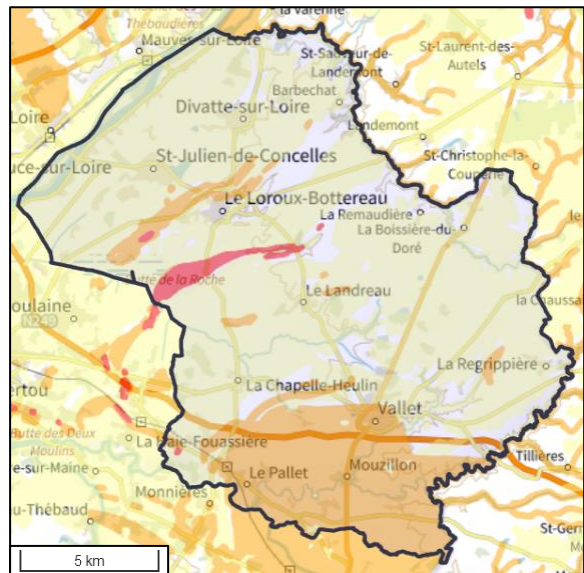 la Varenne
Thébaudières
Mauves-sur-Loire
St-Sauveur-de-
Landemont
St-Laurent-des-
Autels
Barbechat
Divatte-sur-Loire
Landemont
Loire
St-Julien-de-Concelles
St-Christophe-la-
Couperie
uce-sur-Loire
Le Loroux-Bottereau
La Remaudière
La Boissière-du-
Doré
Butte de la Roche
Le Landreau
la Chaussa
oulaine
N249
La Regrippière
La Chapelle-Heulin
ertou
Vallet
Butte des Deux
Moulins
La Haie-Fouassière
Tillières
e-sur-Maine
Le Pallet
Mouzillon
Monnières
u-Thébaud
St-Germ
5 km